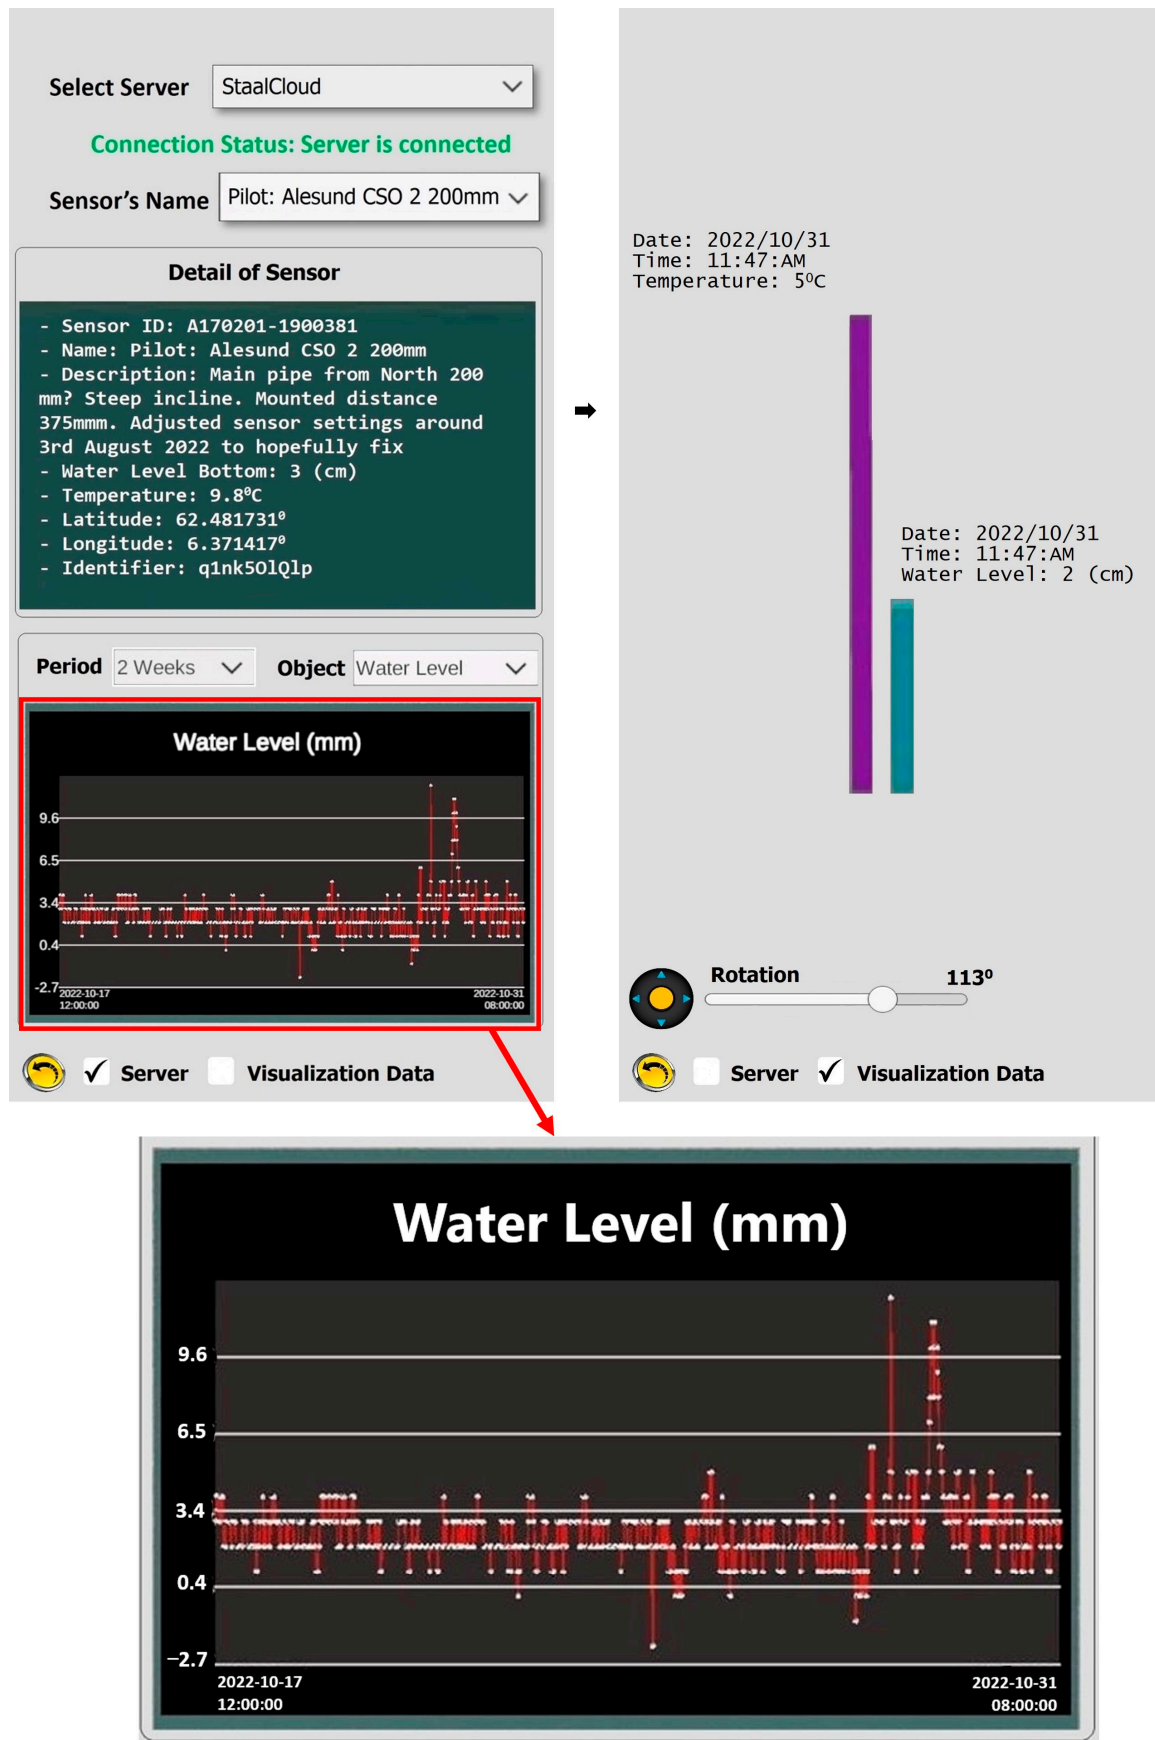 Select Server StaalCloud
Connection Status: Server is connected
Sensor's Name Pilot: Alesund CSO 2 200mm
Detail of Sensor
- Sensor ID: A170201-1900381
- Name: Pilot: Alesund CSO 2 200mm
- Description: Main pipe from North 200
mm? Steep incline. Mounted distance
375mmm. Adjusted sensor settings around
3rd August 2022 to hopefully fix
- Water Level Bottom: 3 (cm)
- Temperature: 9.8⁰C
- Latitude: 62.481731⁰
- Longitude: 6.371417⁰
- Identifier: q1nk5OlQlp
Period 2 Weeks Object Water Level
Water Level (mm)
9.6
6.5
3.4
0.4
-2.7
2022-10-17 2022-10-31
12:00:00 08:00:00
Server Visualization Data
Date: 2022/10/31
Time: 11:47:AM
Temperature: 5⁰C
Date: 2022/10/31
Time: 11:47:AM
Water Level: 2 (cm)
Rotation 113⁰
Server Visualization Data
Water Level (mm)
9.6
6.5
3.4
0.4
−2.7
2022-10-17 2022-10-31
12:00:00 08:00:00